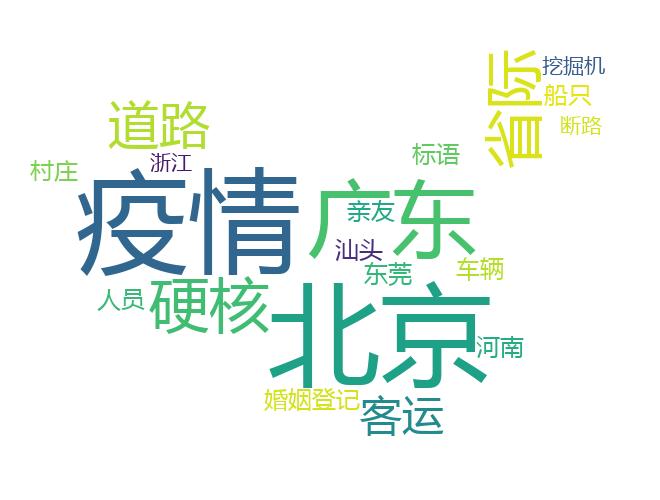 省际
挖掘机
船只
断路
道路
标语
浙江
村庄
疫情
广东
亲友
汕头
东莞
车辆
硬核
人员
北京
河南
婚姻登记
客运